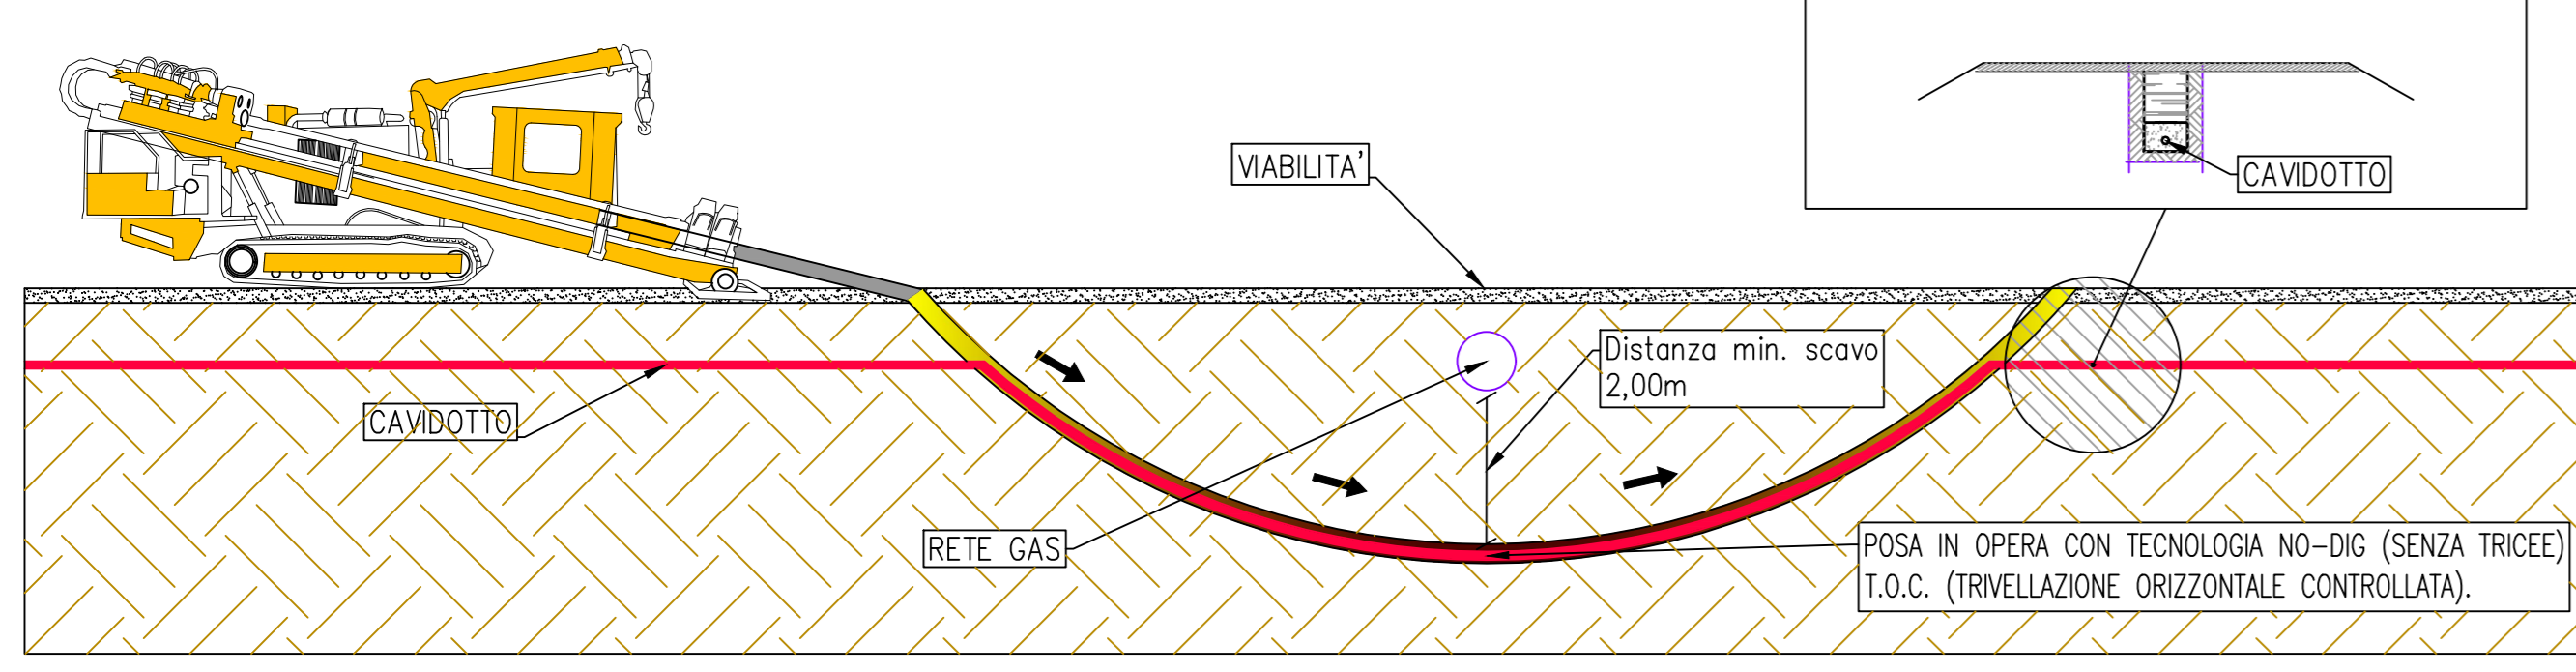 VIABILITA'
CAVIDOTTO
Distanza min. scavo
2,00m
CAVIDOTTO
RETE GAS
POSA IN OPERA CON TECNOLOGIA NO-DIG (SENZA TRICEE)
T.O.C. (TRIVELLAZIONE ORIZZONTALE CONTROLLATA).